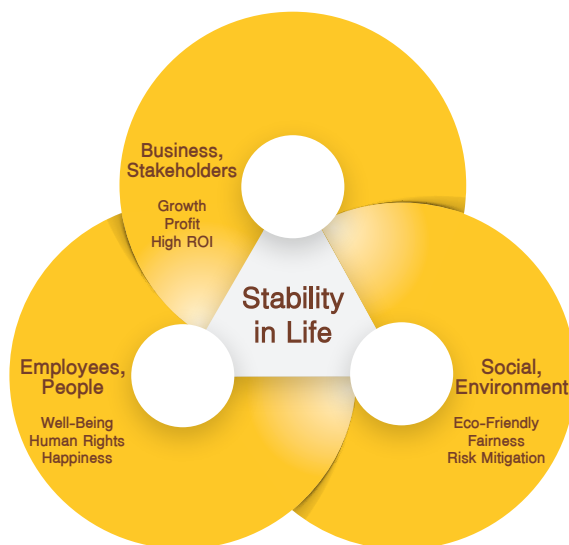 Business,
Stakeholders
Growth
Profit
High ROI
Stability
in Life
Employees,
People
Well-Being
Human Rights
Happiness
Social,
Environment
Eco-Friendly
Fairness
Risk Mitigation